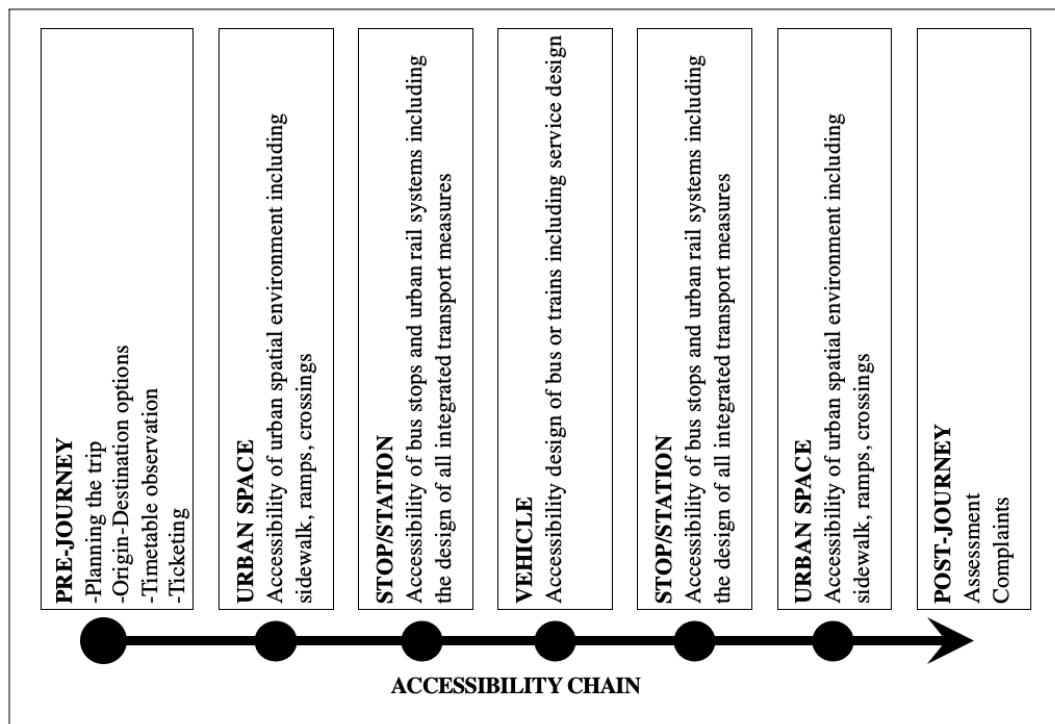 PRE-JOURNEY
-Planning the trip
-Origin-Destination options
-Timetable observation
-Ticketing
URBAN SPACE
Accessibility of urban spatial environment including
sidewalk, ramps, crossings
STOP/STATION
Accessibility of bus stops and urban rail systems including
the design of all integrated transport measures
VEHICLE
Accessibility design of bus or trains including service design
STOP/STATION
Accessibility of bus stops and urban rail systems including
the design of all integrated transport measures
URBAN SPACE
Accessibility of urban spatial environment including
sidewalk, ramps, crossings
POST-JOURNEY
Assessment
Complaints
ACCESSIBILITY CHAIN